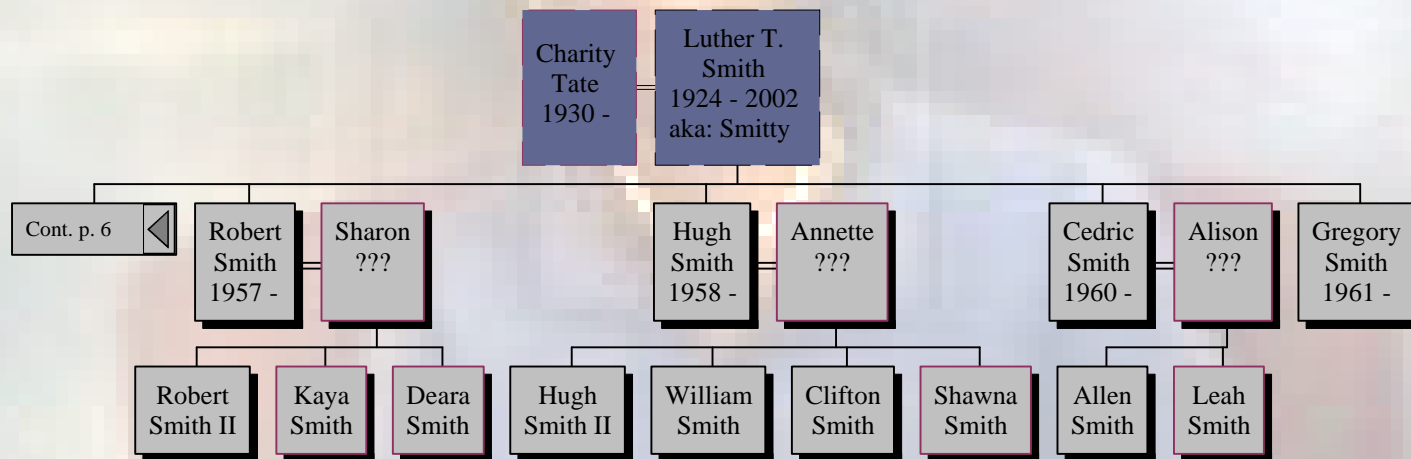 Charity
Tate
1930 -
Luther T.
Smith
1924 - 2002
aka: Smitty
Cont. p. 6
Robert
Smith
1957 -
Sharon
???
Hugh
Smith
1958 -
Annette
???
Cedric
Smith
1960 -
Alison
???
Gregory
Smith
1961 -
Robert
Smith II
Kaya
Smith
Deara
Smith
Hugh
Smith II
William
Smith
Clifton
Smith
Shawna
Smith
Allen
Smith
Leah
Smith